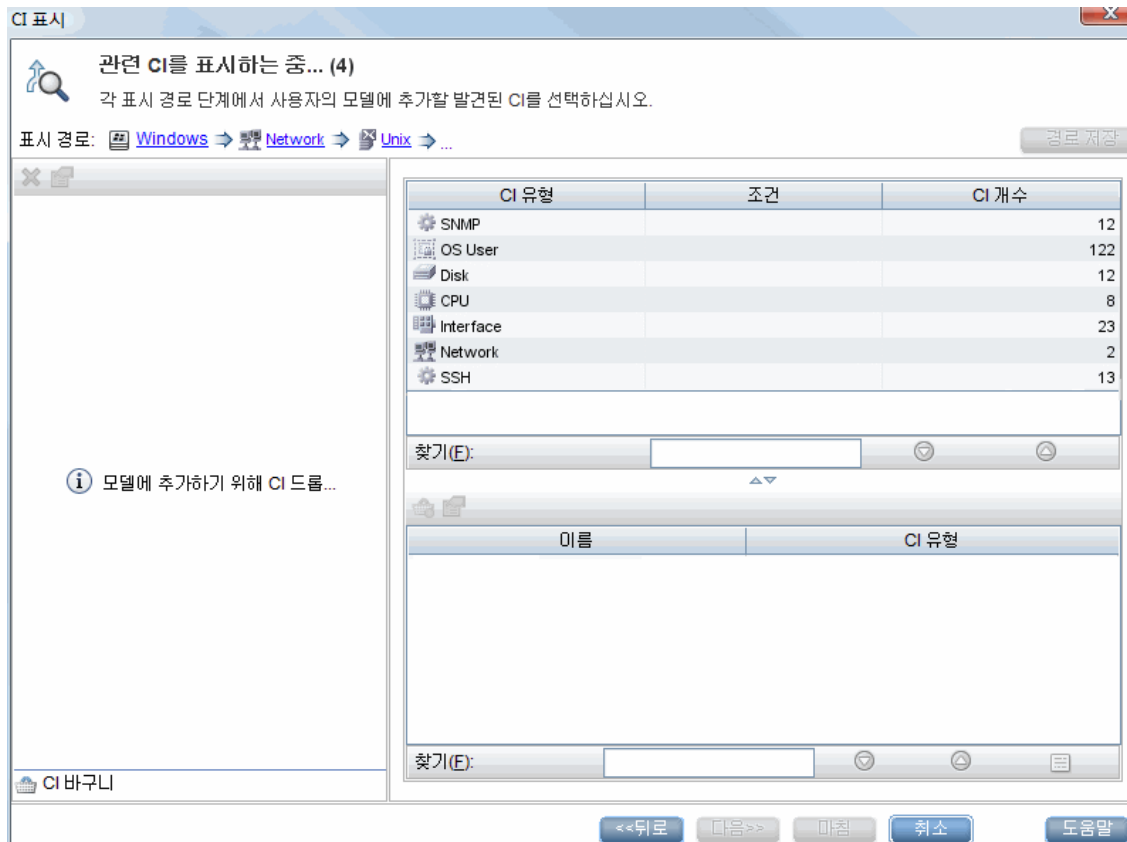 CI 표시
관련 CI를 표시하는 중... (4)
각 표시 경로 단계에서 사용자의 모델에 추가할 발견된 CI를 선택하십시오.
표시 경로: Windows Network Unix ...
경로 저장
CI 유형 조건 CI 개수
SNMP 12
OS User 122
Disk 12
CPU 8
Interface 23
Network 2
SSH 13
찾기(F):
모델에 추가하기 위해 CI 드롭...
이름 CI 유형
찾기(F):
CI 바구니
<<뒤로 다음>> 마침 취소 도움말